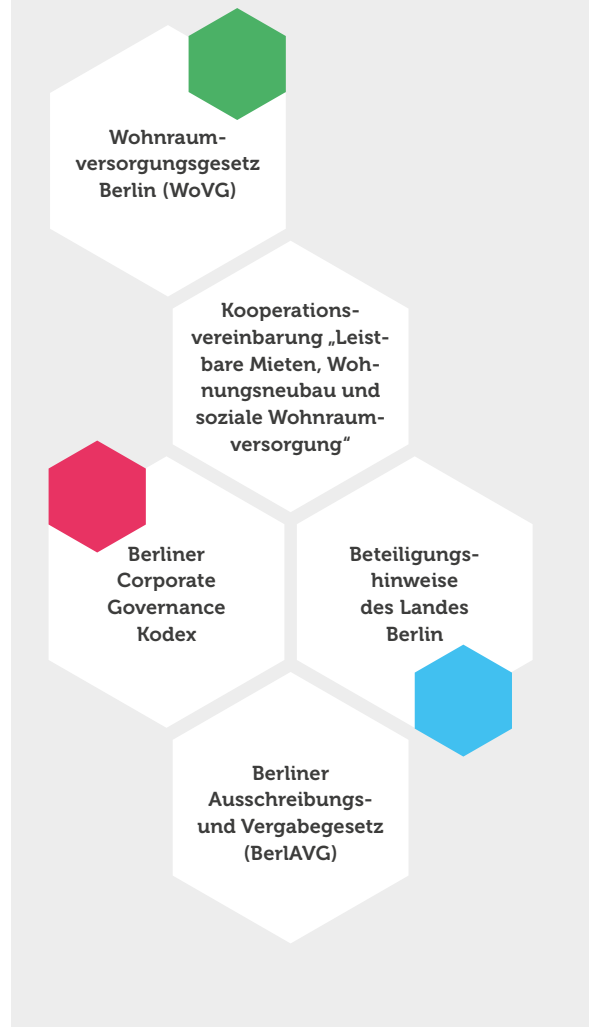 Wohnraum-
versorgungsgesetz
Berlin (WoVG)
Kooperations-
vereinbarung „Leist-
bare Mieten, Woh-
nungsneubau und
soziale Wohnraum-
versorgung“
Berliner
Corporate
Governance
Kodex
Beteiligungs-
hinweise
des Landes
Berlin
Berliner
Ausschreibungs-
und Vergabegesetz
(BerlAVG)